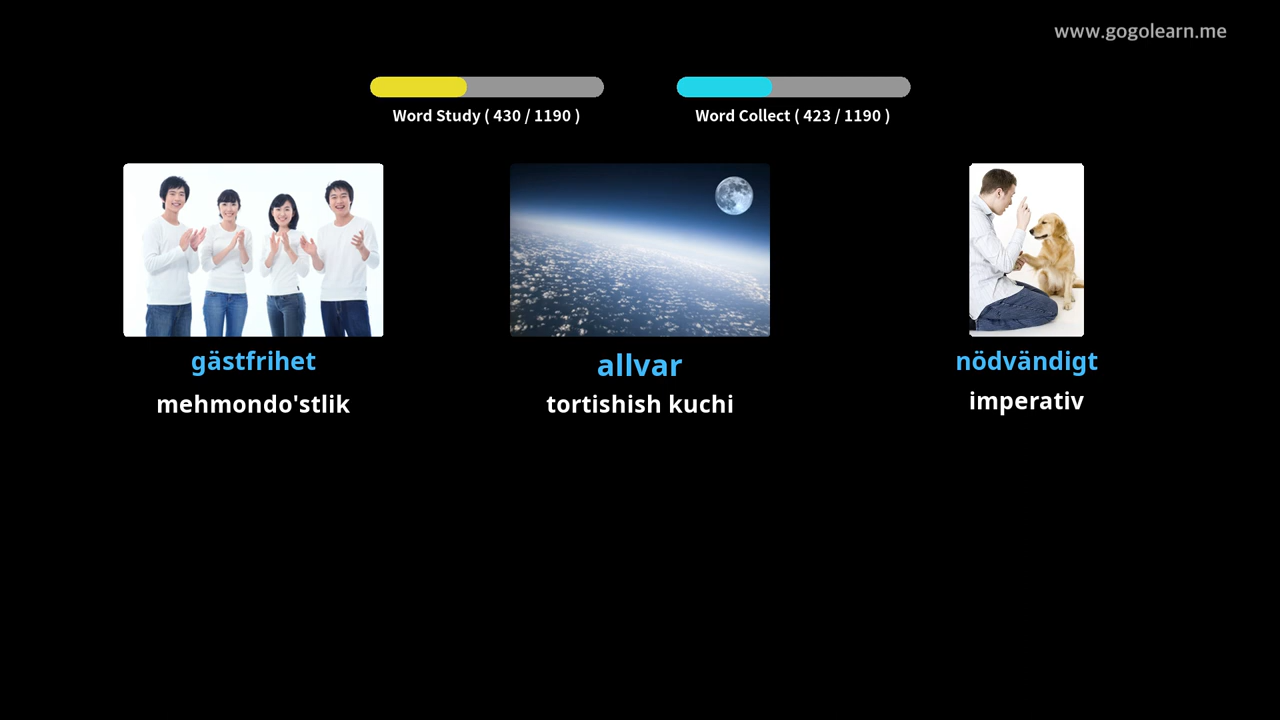 www.gogolearn.me
Word Study ( 430 / 1190 )
Word Collect ( 423 / 1190 )
gästfrihet
mehmondo'stlik
allvar
tortishish kuchi
nödvändigt
imperativ